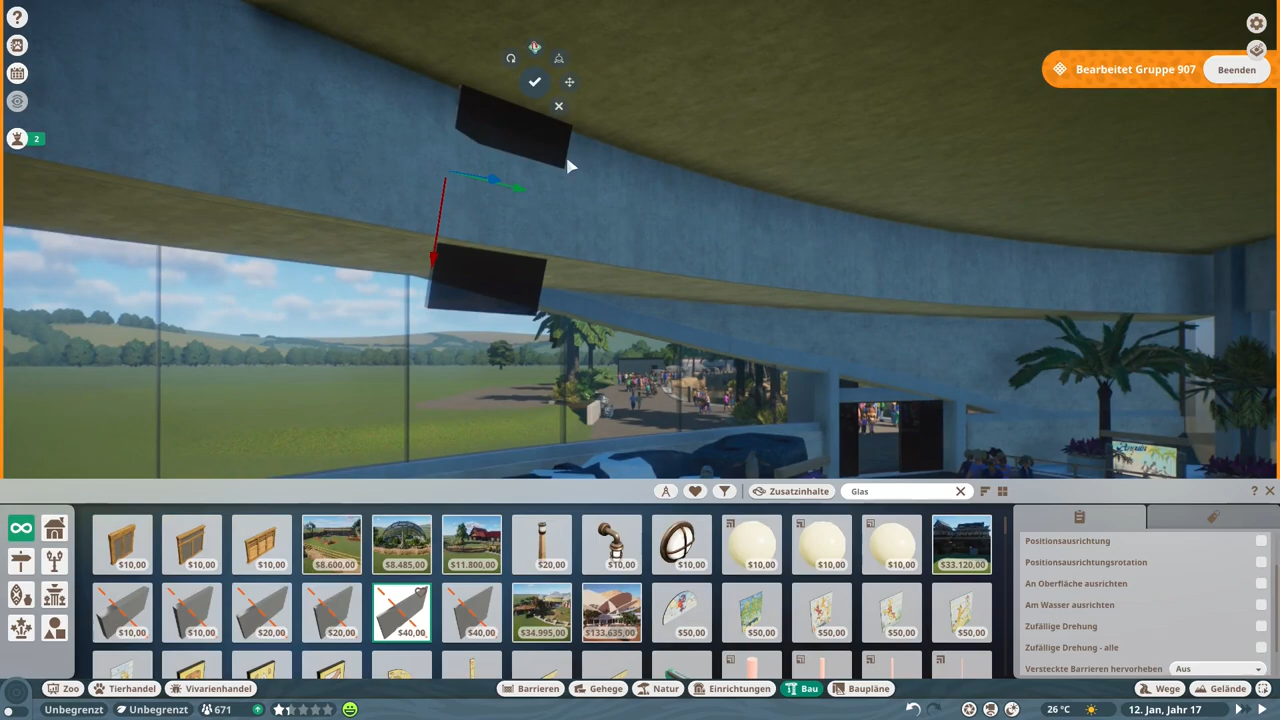 ?
Bearbeitet Gruppe 907
Beenden
2
Zusatzinhalte
Glas
?
$10,00 $10,00 $10,00 $8.600,00 $8.485,00 $11.800,00 $20,00 $10,00 $10,00 $10,00 $10,00 $10,00 $33.120,00
$10,00 $10,00 $20,00 $20,00 $40,00 $40,00 $34.995,00 $133.635,00 $50,00 $50,00 $50,00 $50,00 $50,00
Positionsausrichtung
Positionsausrichtungsrotation
An Oberfläche ausrichten
Am Wasser ausrichten
Zufällige Drehung
Zufällige Drehung - alle
Versteckte Barrieren hervorheben Aus
Zoo Tierhandel Vivarienhandel Barrieren Gehege Natur Einrichtungen Bau Baupläne Wege Gelände
Unbegrenzt Unbegrenzt 671 26 °C 12. Jan, Jahr 17